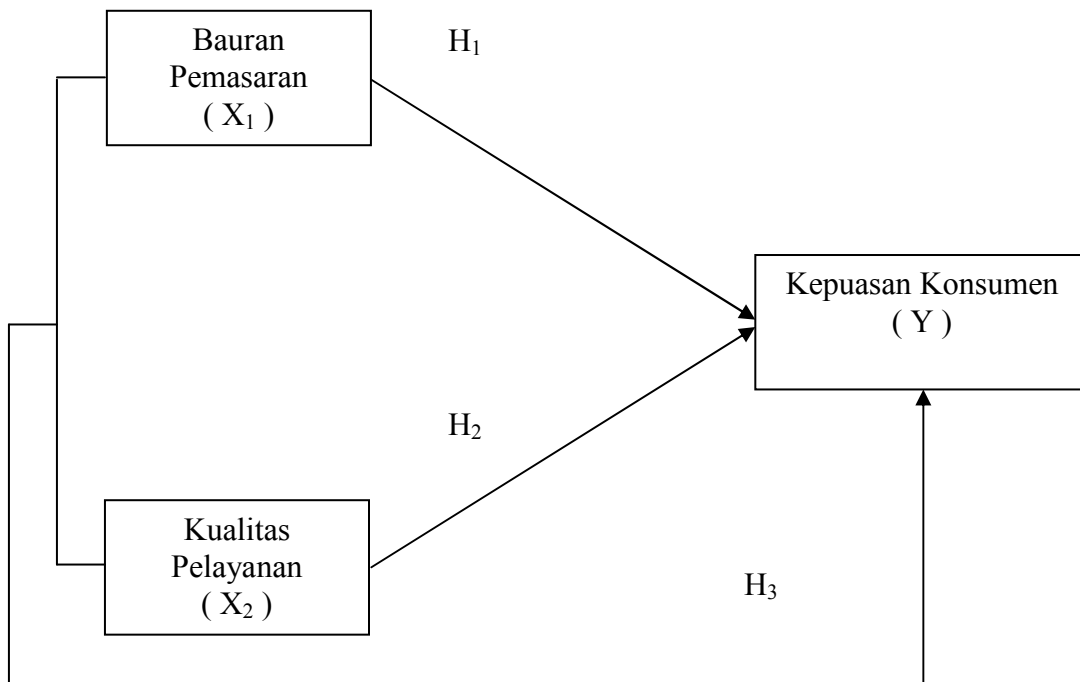 Bauran
Pemasaran
( X₁ )
H₁
Kepuasan Konsumen
( Y )
H₂
Kualitas
Pelayanan
( X₂ )
H₃